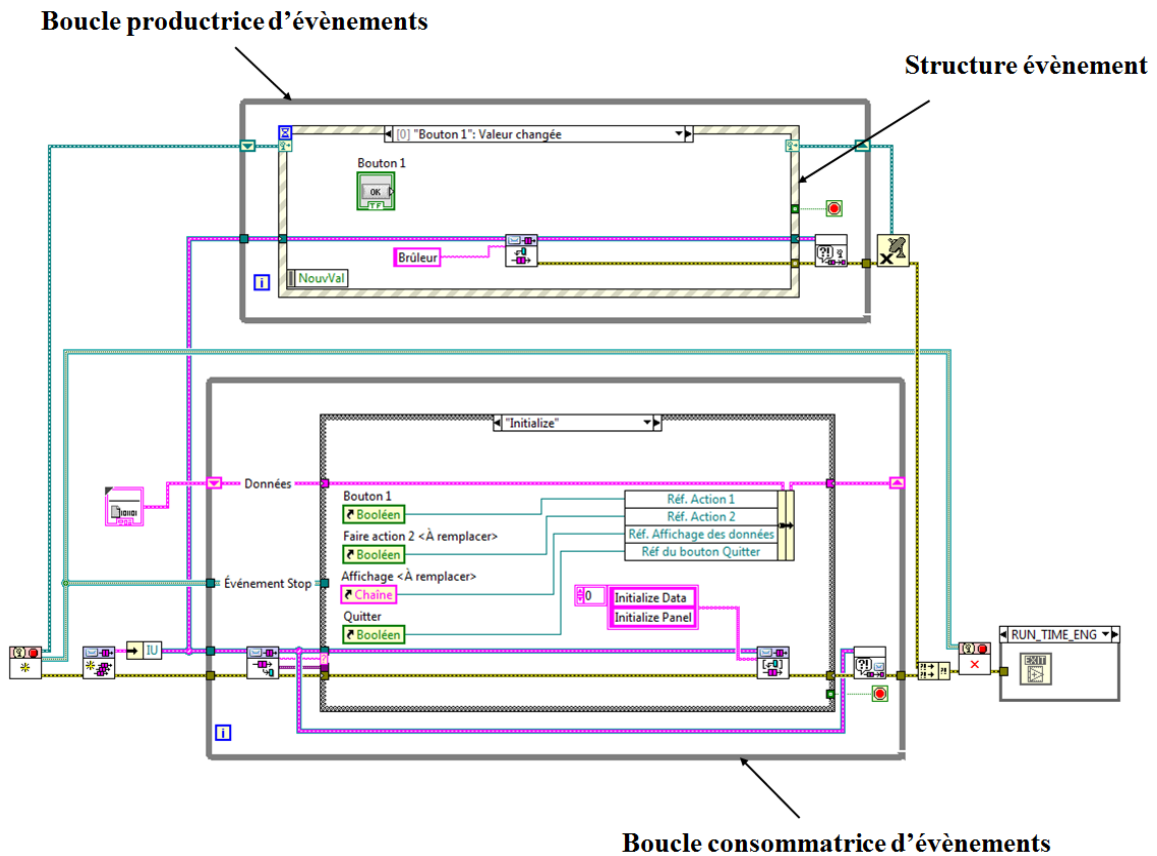 Boucle productrice d'évènements
Structure évènement
[0] "Bouton 1": Valeur changée
Bouton 1
OK
TF
Brûleur
NouvVal
i
"Initialize"
Données
Bouton 1
Booléen
Réf. Action 1
Faire action 2 <À remplacer>
Booléen
Réf. Action 2
Affichage <À remplacer>
Chaîne
Réf. Affichage des données
Quitter
Booléen
Réf du bouton Quitter
Événement Stop
0
Initialize Data
Initialize Panel
IU
RUN_TIME_ENG
EXIT
i
Boucle consommatrice d'évènements